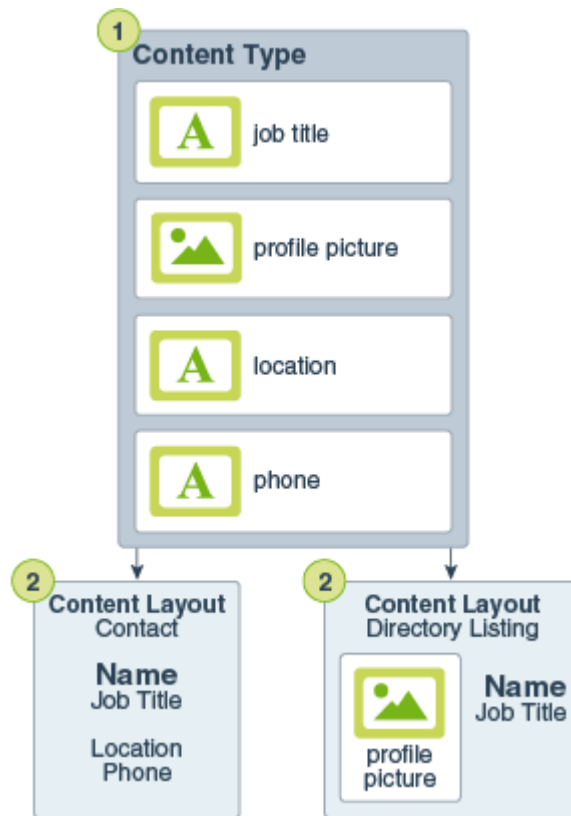 1
Content Type
A
job title
profile picture
A
location
A
phone
2
Content Layout
Contact
Name
Job Title
Location
Phone
2
Content Layout
Directory Listing
profile
picture
Name
Job Title